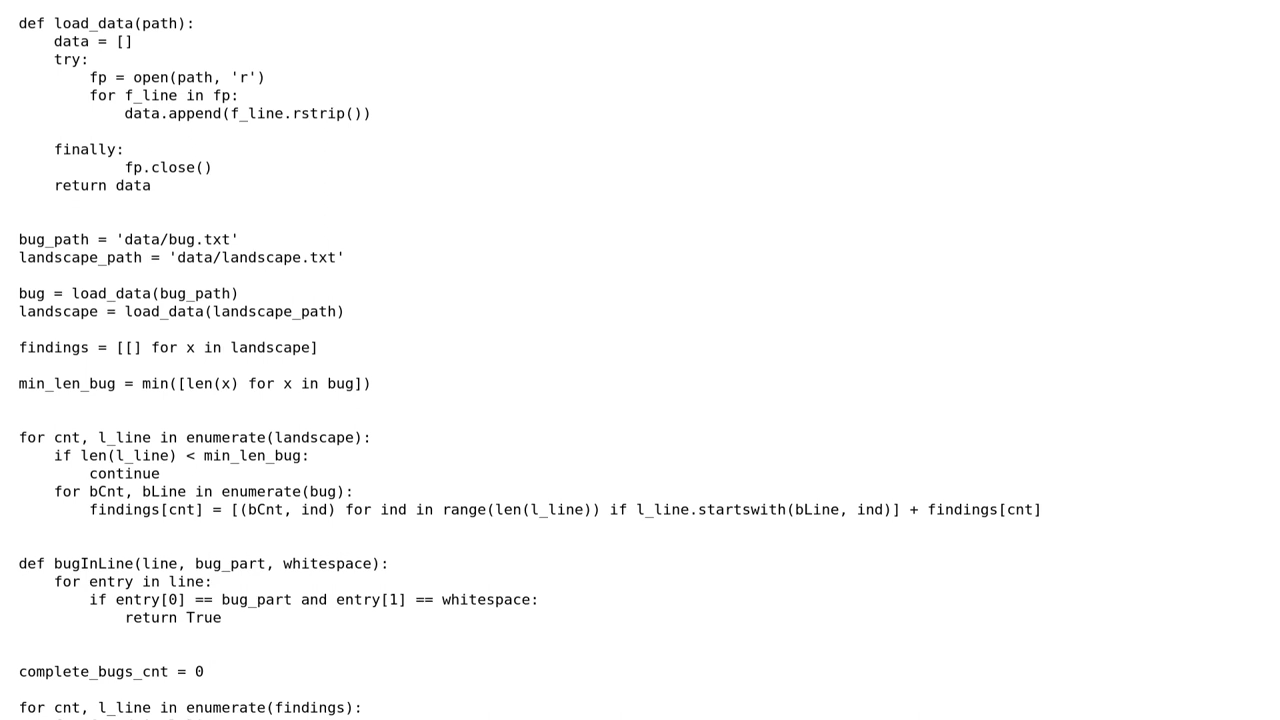 def load_data(path):
    data = []
    try:
        fp = open(path, 'r')
        for f_line in fp:
            data.append(f_line.rstrip())

    finally:
            fp.close()
    return data


bug_path = 'data/bug.txt'
landscape_path = 'data/landscape.txt'

bug = load_data(bug_path)
landscape = load_data(landscape_path)

findings = [[] for x in landscape]

min_len_bug = min([len(x) for x in bug])


for cnt, l_line in enumerate(landscape):
    if len(l_line) < min_len_bug:
        continue
    for bCnt, bLine in enumerate(bug):
        findings[cnt] = [(bCnt, ind) for ind in range(len(l_line)) if l_line.startswith(bLine, ind)] + findings[cnt]


def bugInLine(line, bug_part, whitespace):
    for entry in line:
        if entry[0] == bug_part and entry[1] == whitespace:
            return True


complete_bugs_cnt = 0

for cnt, l_line in enumerate(findings):